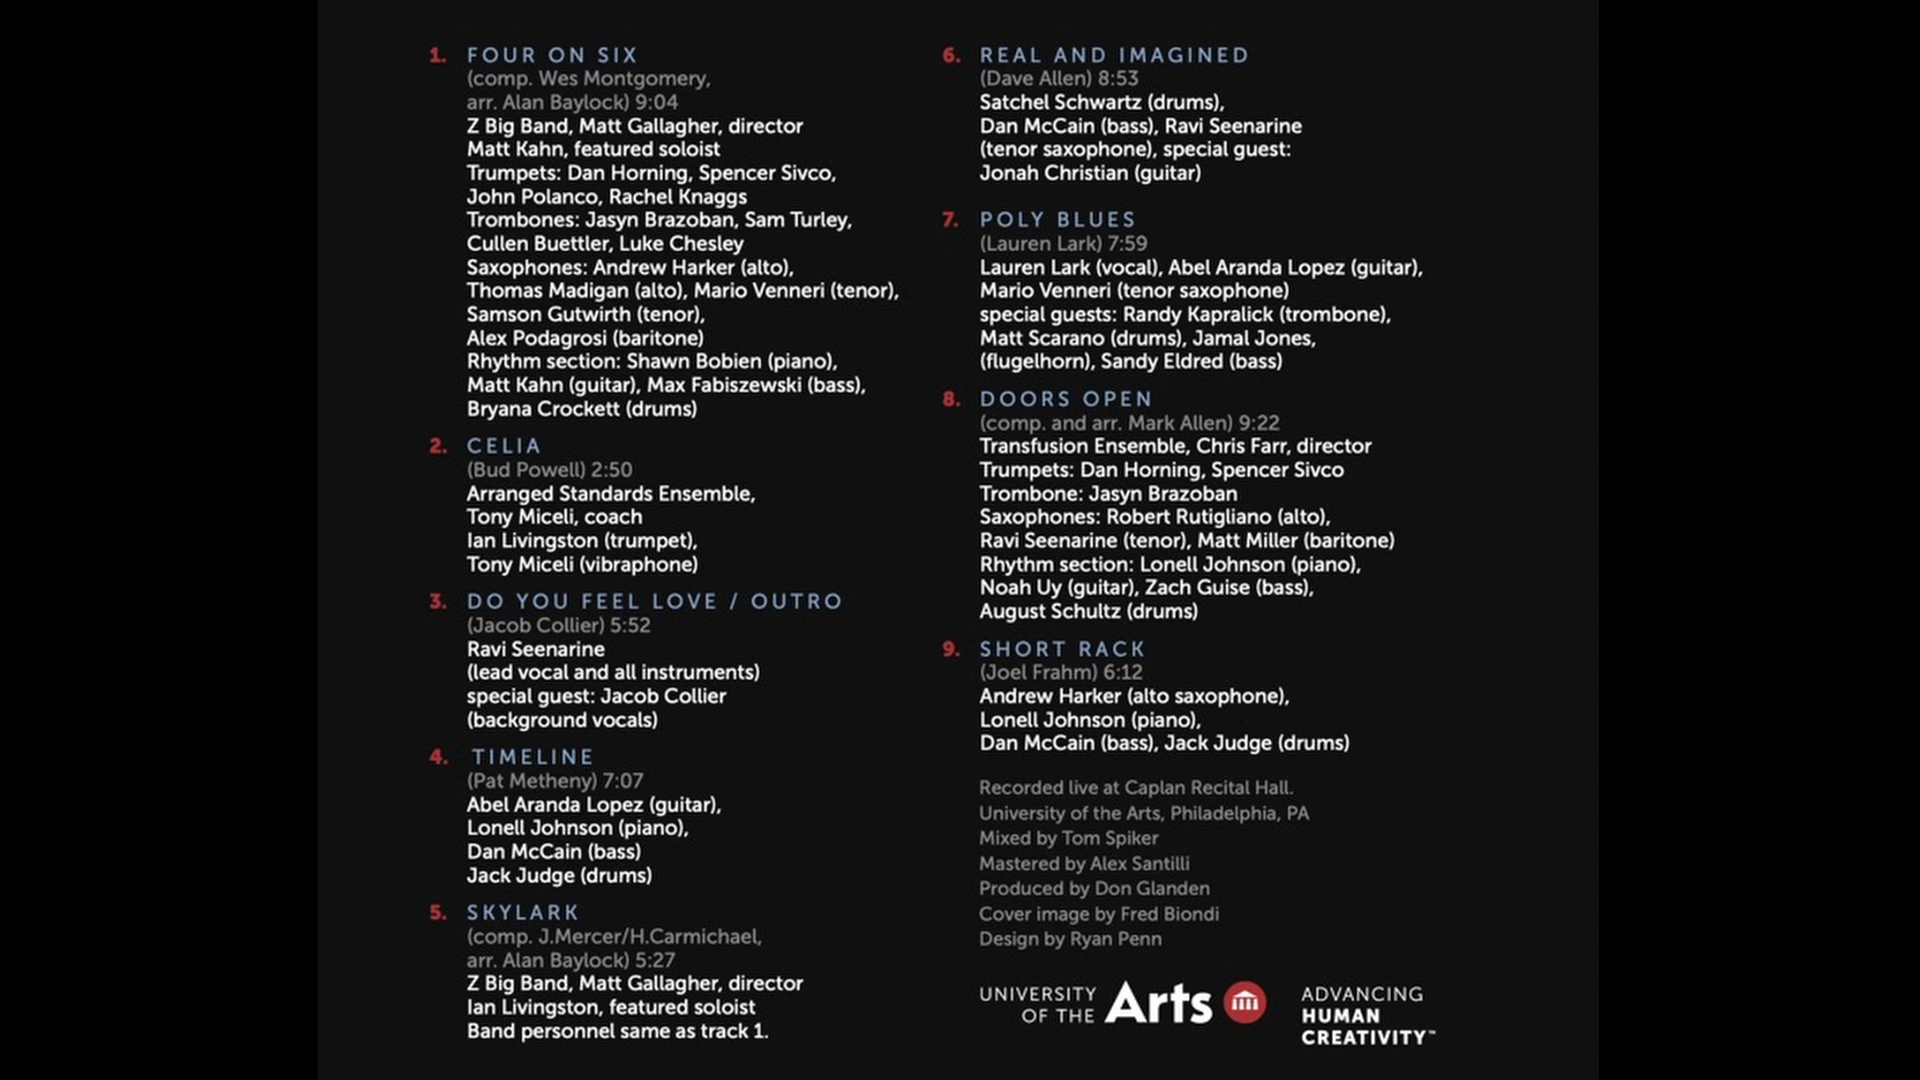 1. FOUR ON SIX
(comp. Wes Montgomery,
arr. Alan Baylock) 9:04
Z Big Band, Matt Gallagher, director
Matt Kahn, featured soloist
Trumpets: Dan Horning, Spencer Sivco,
John Polanco, Rachel Knaggs
Trombones: Jasyn Brazoban, Sam Turley,
Cullen Buettler, Luke Chesley
Saxophones: Andrew Harker (alto),
Thomas Madigan (alto), Mario Venneri (tenor),
Samson Gutwirth (tenor),
Alex Podagrosi (baritone)
Rhythm section: Shawn Bobien (piano),
Matt Kahn (guitar), Max Fabiszewski (bass),
Bryana Crockett (drums)
2. CELIA
(Bud Powell) 2:50
Arranged Standards Ensemble,
Tony Miceli, coach
Ian Livingston (trumpet),
Tony Miceli (vibraphone)
3. DO YOU FEEL LOVE / OUTRO
(Jacob Collier) 5:52
Ravi Seenarine
(lead vocal and all instruments)
special guest: Jacob Collier
(background vocals)
4. TIMELINE
(Pat Metheny) 7:07
Abel Aranda Lopez (guitar),
Lonell Johnson (piano),
Dan McCain (bass)
Jack Judge (drums)
5. SKYLARK
(comp. J.Mercer/H.Carmichael,
arr. Alan Baylock) 5:27
Z Big Band, Matt Gallagher, director
Ian Livingston, featured soloist
Band personnel same as track 1.
6. REAL AND IMAGINED
(Dave Allen) 8:53
Satchel Schwartz (drums),
Dan McCain (bass), Ravi Seenarine
(tenor saxophone), special guest:
Jonah Christian (guitar)
7. POLY BLUES
(Lauren Lark) 7:59
Lauren Lark (vocal), Abel Aranda Lopez (guitar),
Mario Venneri (tenor saxophone)
special guests: Randy Kapralick (trombone),
Matt Scarano (drums), Jamal Jones,
(flugelhorn), Sandy Eldred (bass)
8. DOORS OPEN
(comp. and arr. Mark Allen) 9:22
Transfusion Ensemble, Chris Farr, director
Trumpets: Dan Horning, Spencer Sivco
Trombone: Jasyn Brazoban
Saxophones: Robert Rutigliano (alto),
Ravi Seenarine (tenor), Matt Miller (baritone)
Rhythm section: Lonell Johnson (piano),
Noah Uy (guitar), Zach Guise (bass),
August Schultz (drums)
9. SHORT RACK
(Joel Frahm) 6:12
Andrew Harker (alto saxophone),
Lonell Johnson (piano),
Dan McCain (bass), Jack Judge (drums)
Recorded live at Caplan Recital Hall.
University of the Arts, Philadelphia, PA
Mixed by Tom Spiker
Mastered by Alex Santilli
Produced by Don Glanden
Cover image by Fred Biondi
Design by Ryan Penn
UNIVERSITY
OF THE Arts
ADVANCING
HUMAN
CREATIVITY™